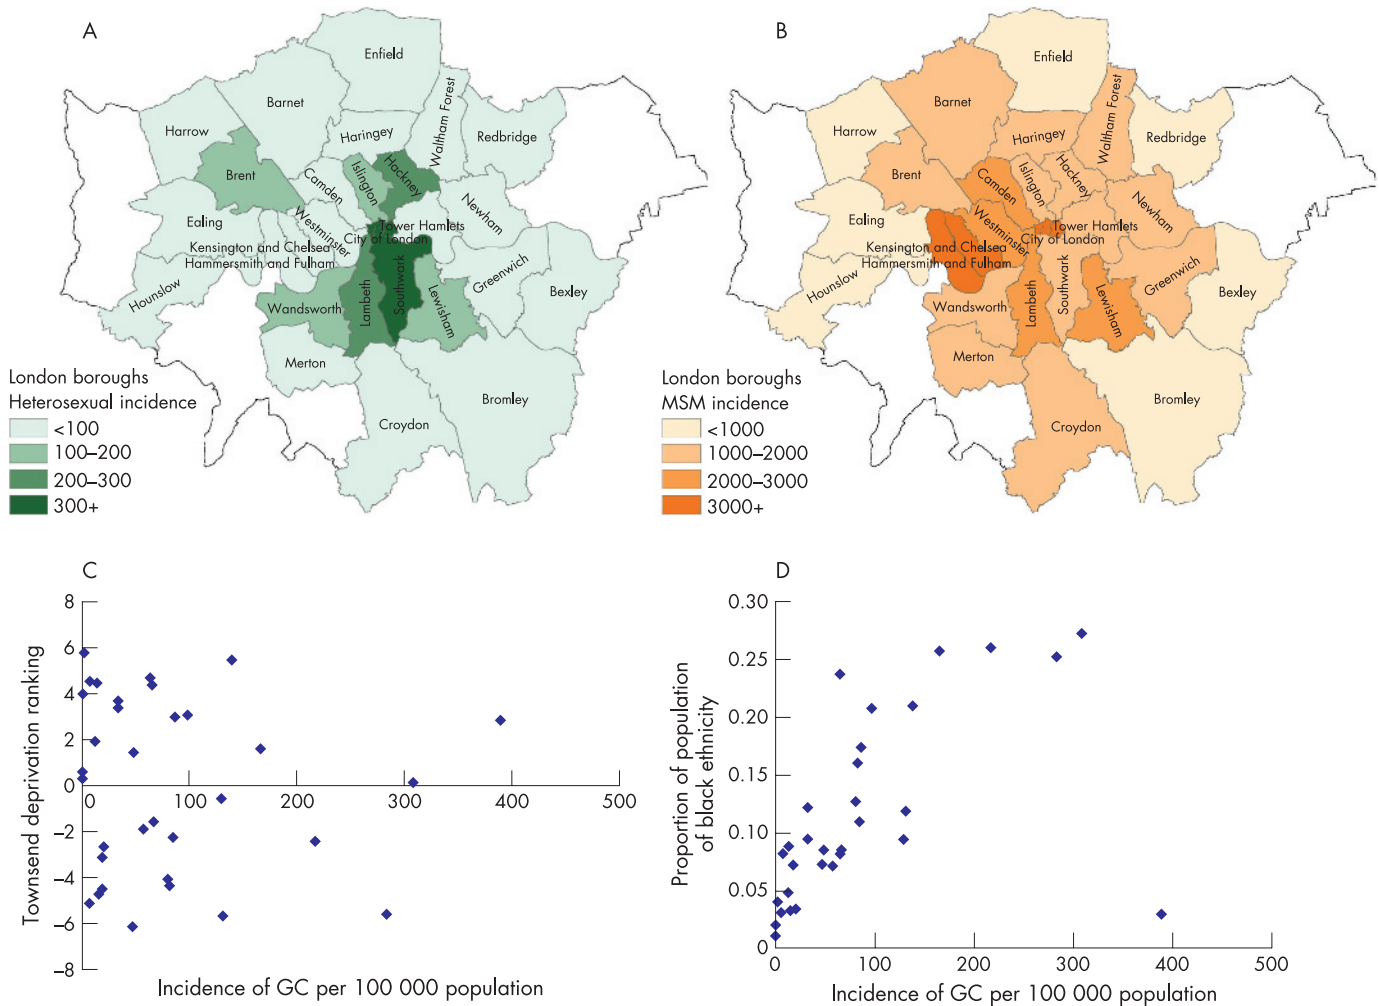 A
Enfield
Barnet
Waltham Forest
Harrow
Haringey
Redbridge
Brent
Camden
Islington
Hackney
Ealing
Westminster
Tower Hamlets
Newham
City of London
Kensington and Chelsea
Hammersmith and Fulham
Hounslow
Wandsworth
Lambeth
Southwark
Lewisham
Greenwich
Bexley
Merton
Croydon
Bromley
London boroughs
Heterosexual incidence
<100
100–200
200–300
300+
B
Enfield
Barnet
Waltham Forest
Harrow
Haringey
Redbridge
Brent
Camden
Islington
Hackney
Ealing
Westminster
Tower Hamlets
Newham
City of London
Kensington and Chelsea
Hammersmith and Fulham
Hounslow
Wandsworth
Lambeth
Southwark
Lewisham
Greenwich
Bexley
Merton
Croydon
Bromley
London boroughs
MSM incidence
<1000
1000–2000
2000–3000
3000+
C
Townsend deprivation ranking
8
6
4
2
0
–2
–4
–6
–8
0 100 200 300 400 500
Incidence of GC per 100 000 population
D
Proportion of population
of black ethnicity
0.30
0.25
0.20
0.15
0.10
0.05
0
0 100 200 300 400 500
Incidence of GC per 100 000 population